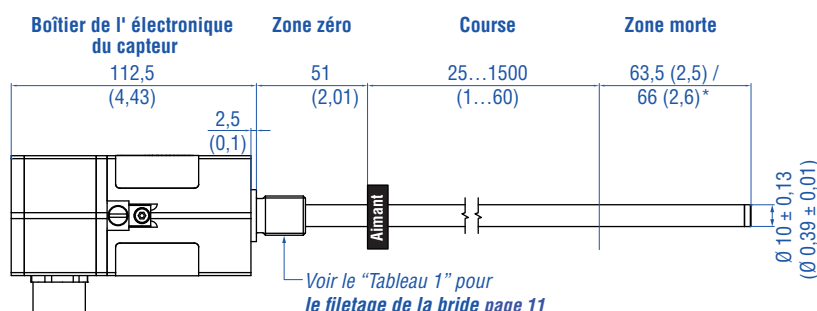 Boîtier de l' électronique
du capteur
Zone zéro
Course
Zone morte
112,5
(4,43)
51
(2,01)
25…1500
(1…60)
63,5 (2,5) /
66 (2,6)*
2,5
(0,1)
Aimant
Ø 10 ± 0,13
(Ø 0,39 ± 0,01)
Voir le “Tableau 1” pour
le filetage de la bride page 11